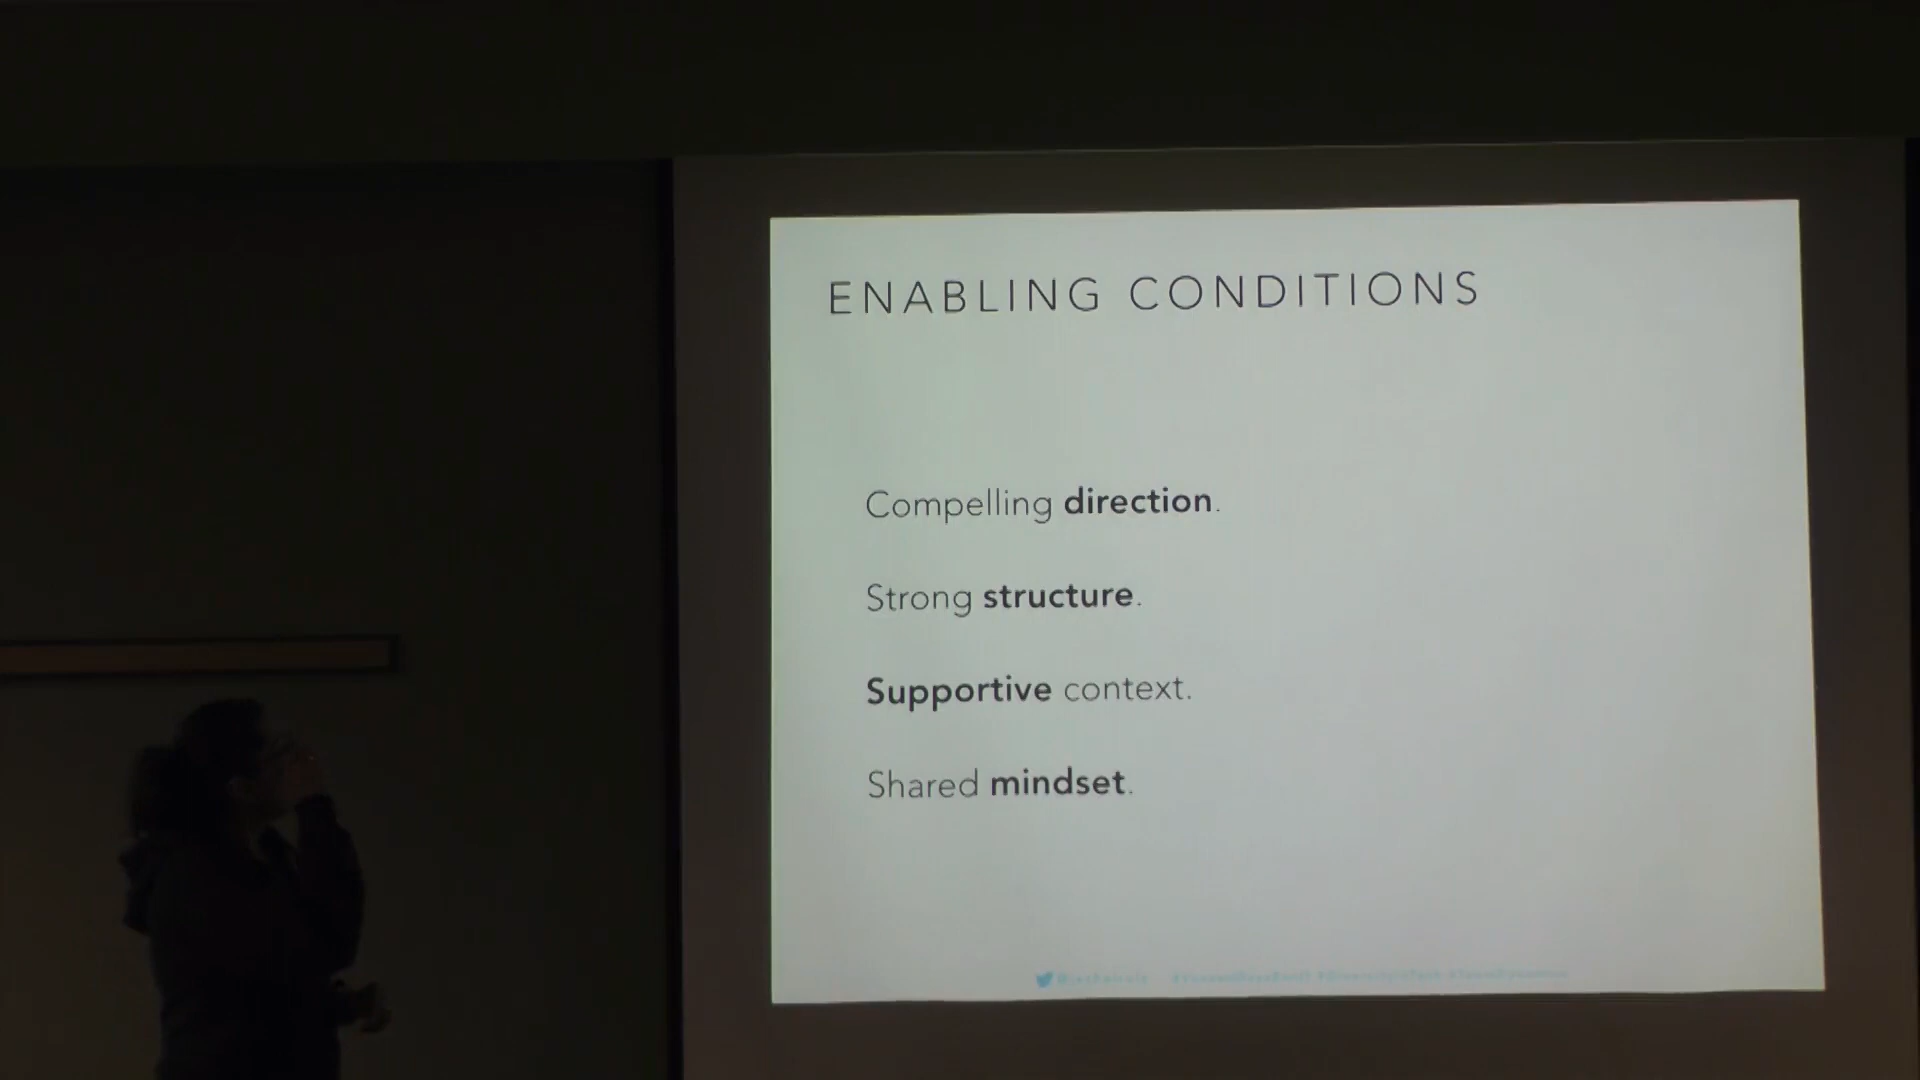 ENABLING CONDITIONS
Compelling direction.
Strong structure.
Supportive context.
Shared mindset.